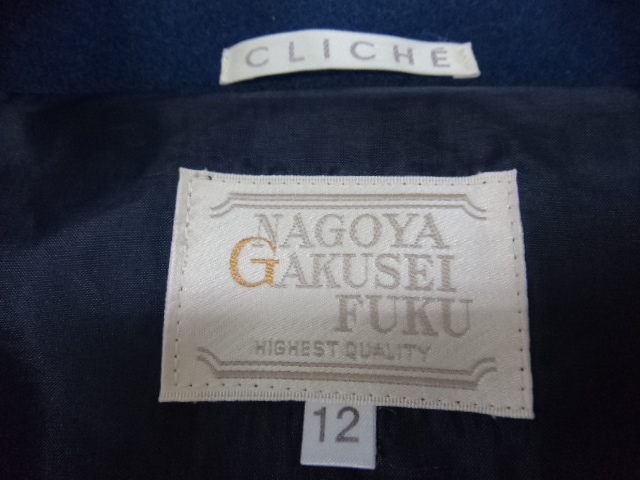 CLICHÉ
NAGOYA
GAKUSEI
FUKU
HIGHEST QUALITY
12